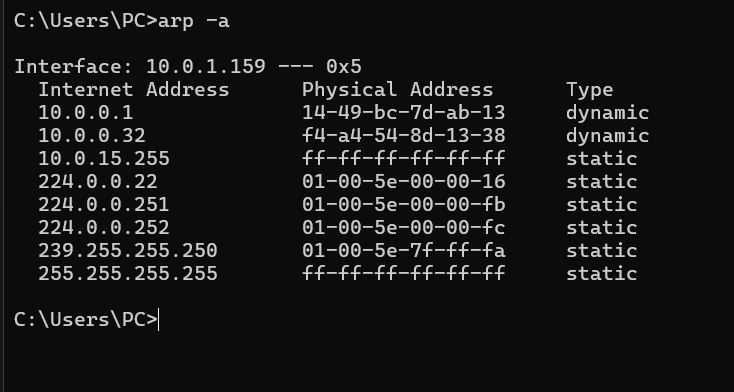 C:\Users\PC>arp -a
Interface: 10.0.1.159 --- 0x5
  Internet Address      Physical Address      Type
  10.0.0.1              14-49-bc-7d-ab-13     dynamic
  10.0.0.32             f4-a4-54-8d-13-38     dynamic
  10.0.15.255           ff-ff-ff-ff-ff-ff     static
  224.0.0.22            01-00-5e-00-00-16     static
  224.0.0.251           01-00-5e-00-00-fb     static
  224.0.0.252           01-00-5e-00-00-fc     static
  239.255.255.250       01-00-5e-7f-ff-fa     static
  255.255.255.255       ff-ff-ff-ff-ff-ff     static
C:\Users\PC>